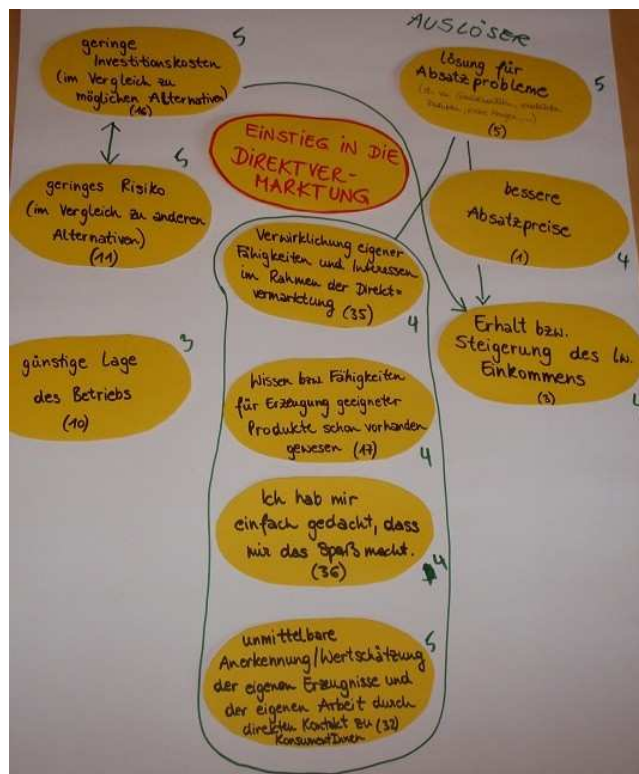 AUSLÖSER
5
geringe
Investitionskosten
(im Vergleich zu
möglichen Alternativen)
(16)
5
lösung für
Absatzprobleme
(5)
5
EINSTIEG IN DIE
DIREKTVER-
MARKTUNG
geringes Risiko
(im Vergleich zu anderen
Alternativen)
(11)
5
bessere
Absatzpreise
(1)
4
Verwirklichung eigener
Fähigkeiten und Interessen
im Rahmen der Direkt=
vermarktung (35)
4
Erhalt bzw.
Steigerung des lw.
Einkommens
(3)
günstige Lage
des Betriebs
(10)
3
Wissen bzw. Fähigkeiten
für Erzeugung geeigneter
Produkte schon vorhanden
gewesen (17)
4
Ich hab mir
einfach gedacht, dass
mir das Spaß macht.
(36)
4
unmittelbare
Anerkennung/Wertschätzung
der eigenen Erzeugnisse und
der eigenen Arbeit durch
direkten Kontakt zu (32)
KonsumentInnen
5